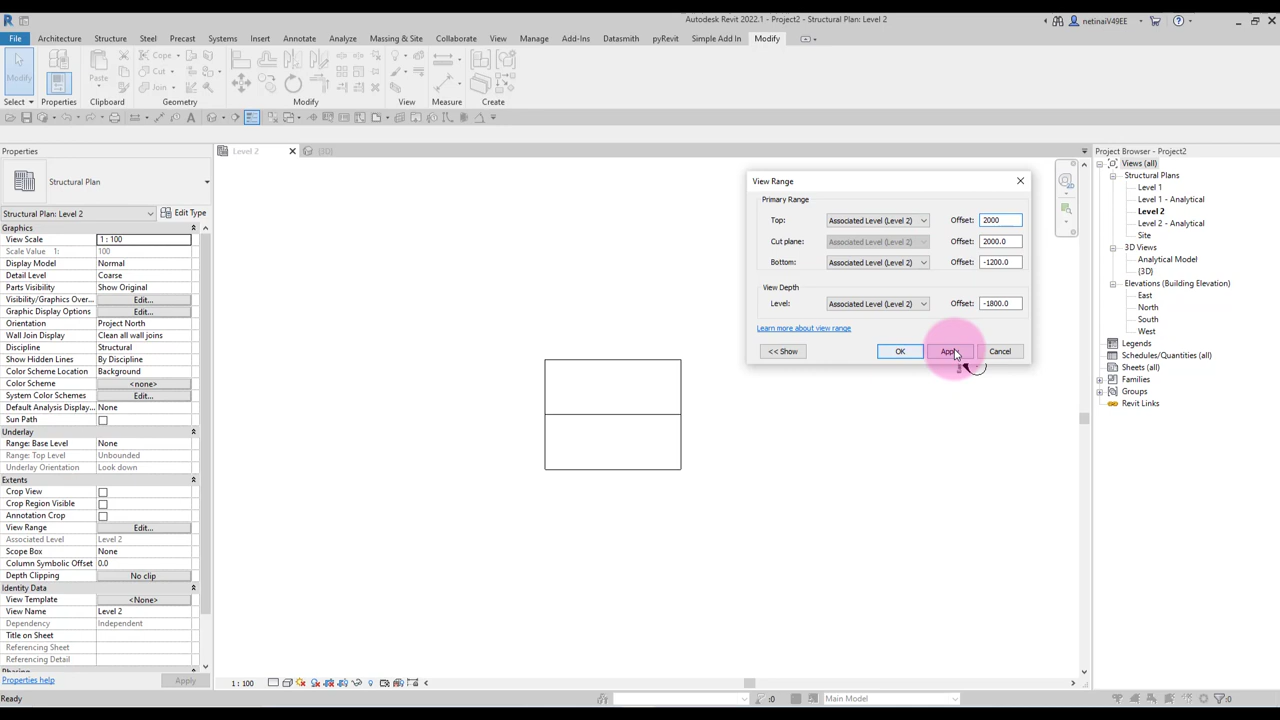 Autodesk Revit 2022.1 - Project2 - Structural Plan: Level 2
netinaiV49EE
File Architecture Structure Steel Precast Systems Insert Annotate Analyze Massing & Site Collaborate View Manage Add-Ins Datasmith pyRevit Simple Add In Modify
Modify
Paste
Cope
Cut
Join
Select Properties Clipboard Geometry Modify View Measure Create
Level 2 {3D}
Properties
Structural Plan
Structural Plan: Level 2 Edit Type
Graphics
View Scale 1 : 100
Scale Value 1: 100
Display Model Normal
Detail Level Coarse
Parts Visibility Show Original
Visibility/Graphics Over... Edit...
Graphic Display Options Edit...
Orientation Project North
Wall Join Display Clean all wall joins
Discipline Structural
Show Hidden Lines By Discipline
Color Scheme Location Background
Color Scheme <none>
System Color Schemes Edit...
Default Analysis Display... None
Sun Path
Underlay
Range: Base Level None
Range: Top Level Unbounded
Underlay Orientation Look down
Extents
Crop View
Crop Region Visible
Annotation Crop
View Range Edit...
Associated Level Level 2
Scope Box None
Column Symbolic Offset 0.0
Depth Clipping No clip
Identity Data
View Template <None>
View Name Level 2
Dependency Independent
Title on Sheet
Referencing Sheet
Referencing Detail
Properties help Apply
View Range
Primary Range
Top: Associated Level (Level 2) Offset: 2000
Cut plane: Associated Level (Level 2) Offset: 2000.0
Bottom: Associated Level (Level 2) Offset: -1200.0
View Depth
Level: Associated Level (Level 2) Offset: -1800.0
Learn more about view range
<< Show OK Apply Cancel
Project Browser - Project2
Views (all)
Structural Plans
Level 1
Level 1 - Analytical
Level 2
Level 2 - Analytical
Site
3D Views
Analytical Model
{3D}
Elevations (Building Elevation)
East
North
South
West
Legends
Schedules/Quantities (all)
Sheets (all)
Families
Groups
Revit Links
1 : 100
Ready
:0
Main Model
:0